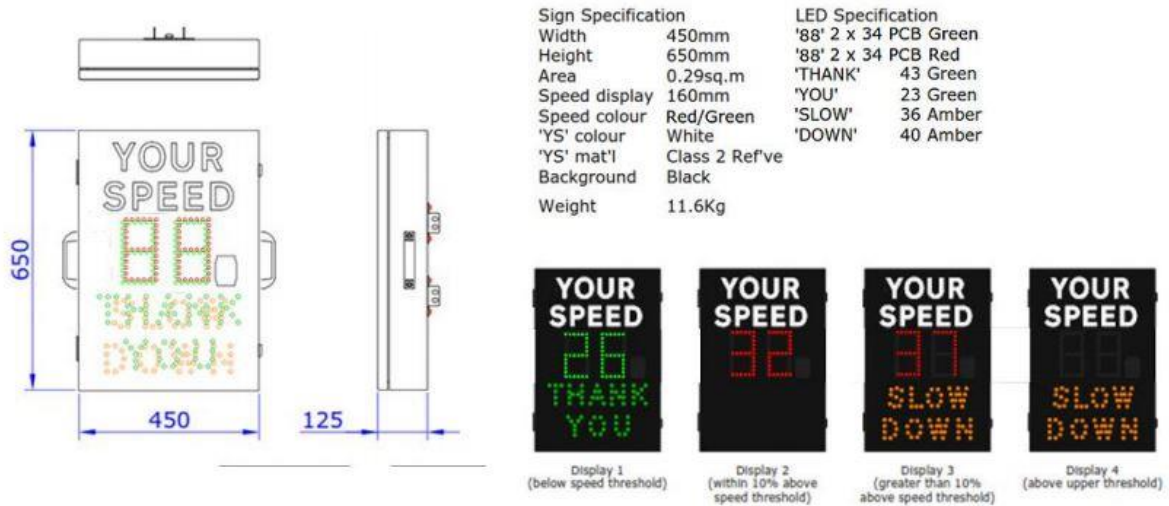 650
450
125
YOUR
SPEED
88
THANK
YOU
SLOW
DOWN
Sign Specification
Width 450mm
Height 650mm
Area 0.29sq.m
Speed display 160mm
Speed colour Red/Green
'YS' colour White
'YS' mat'l Class 2 Ref've
Background Black
Weight 11.6Kg
LED Specification
'88' 2 x 34 PCB Green
'88' 2 x 34 PCB Red
'THANK' 43 Green
'YOU' 23 Green
'SLOW' 36 Amber
'DOWN' 40 Amber
YOUR
SPEED
26
THANK
YOU
Display 1
(below speed threshold)
YOUR
SPEED
32
Display 2
(within 10% above
speed threshold)
YOUR
SPEED
37
SLOW
DOWN
Display 3
(greater than 10%
above speed threshold)
YOUR
SPEED
88
SLOW
DOWN
Display 4
(above upper threshold)